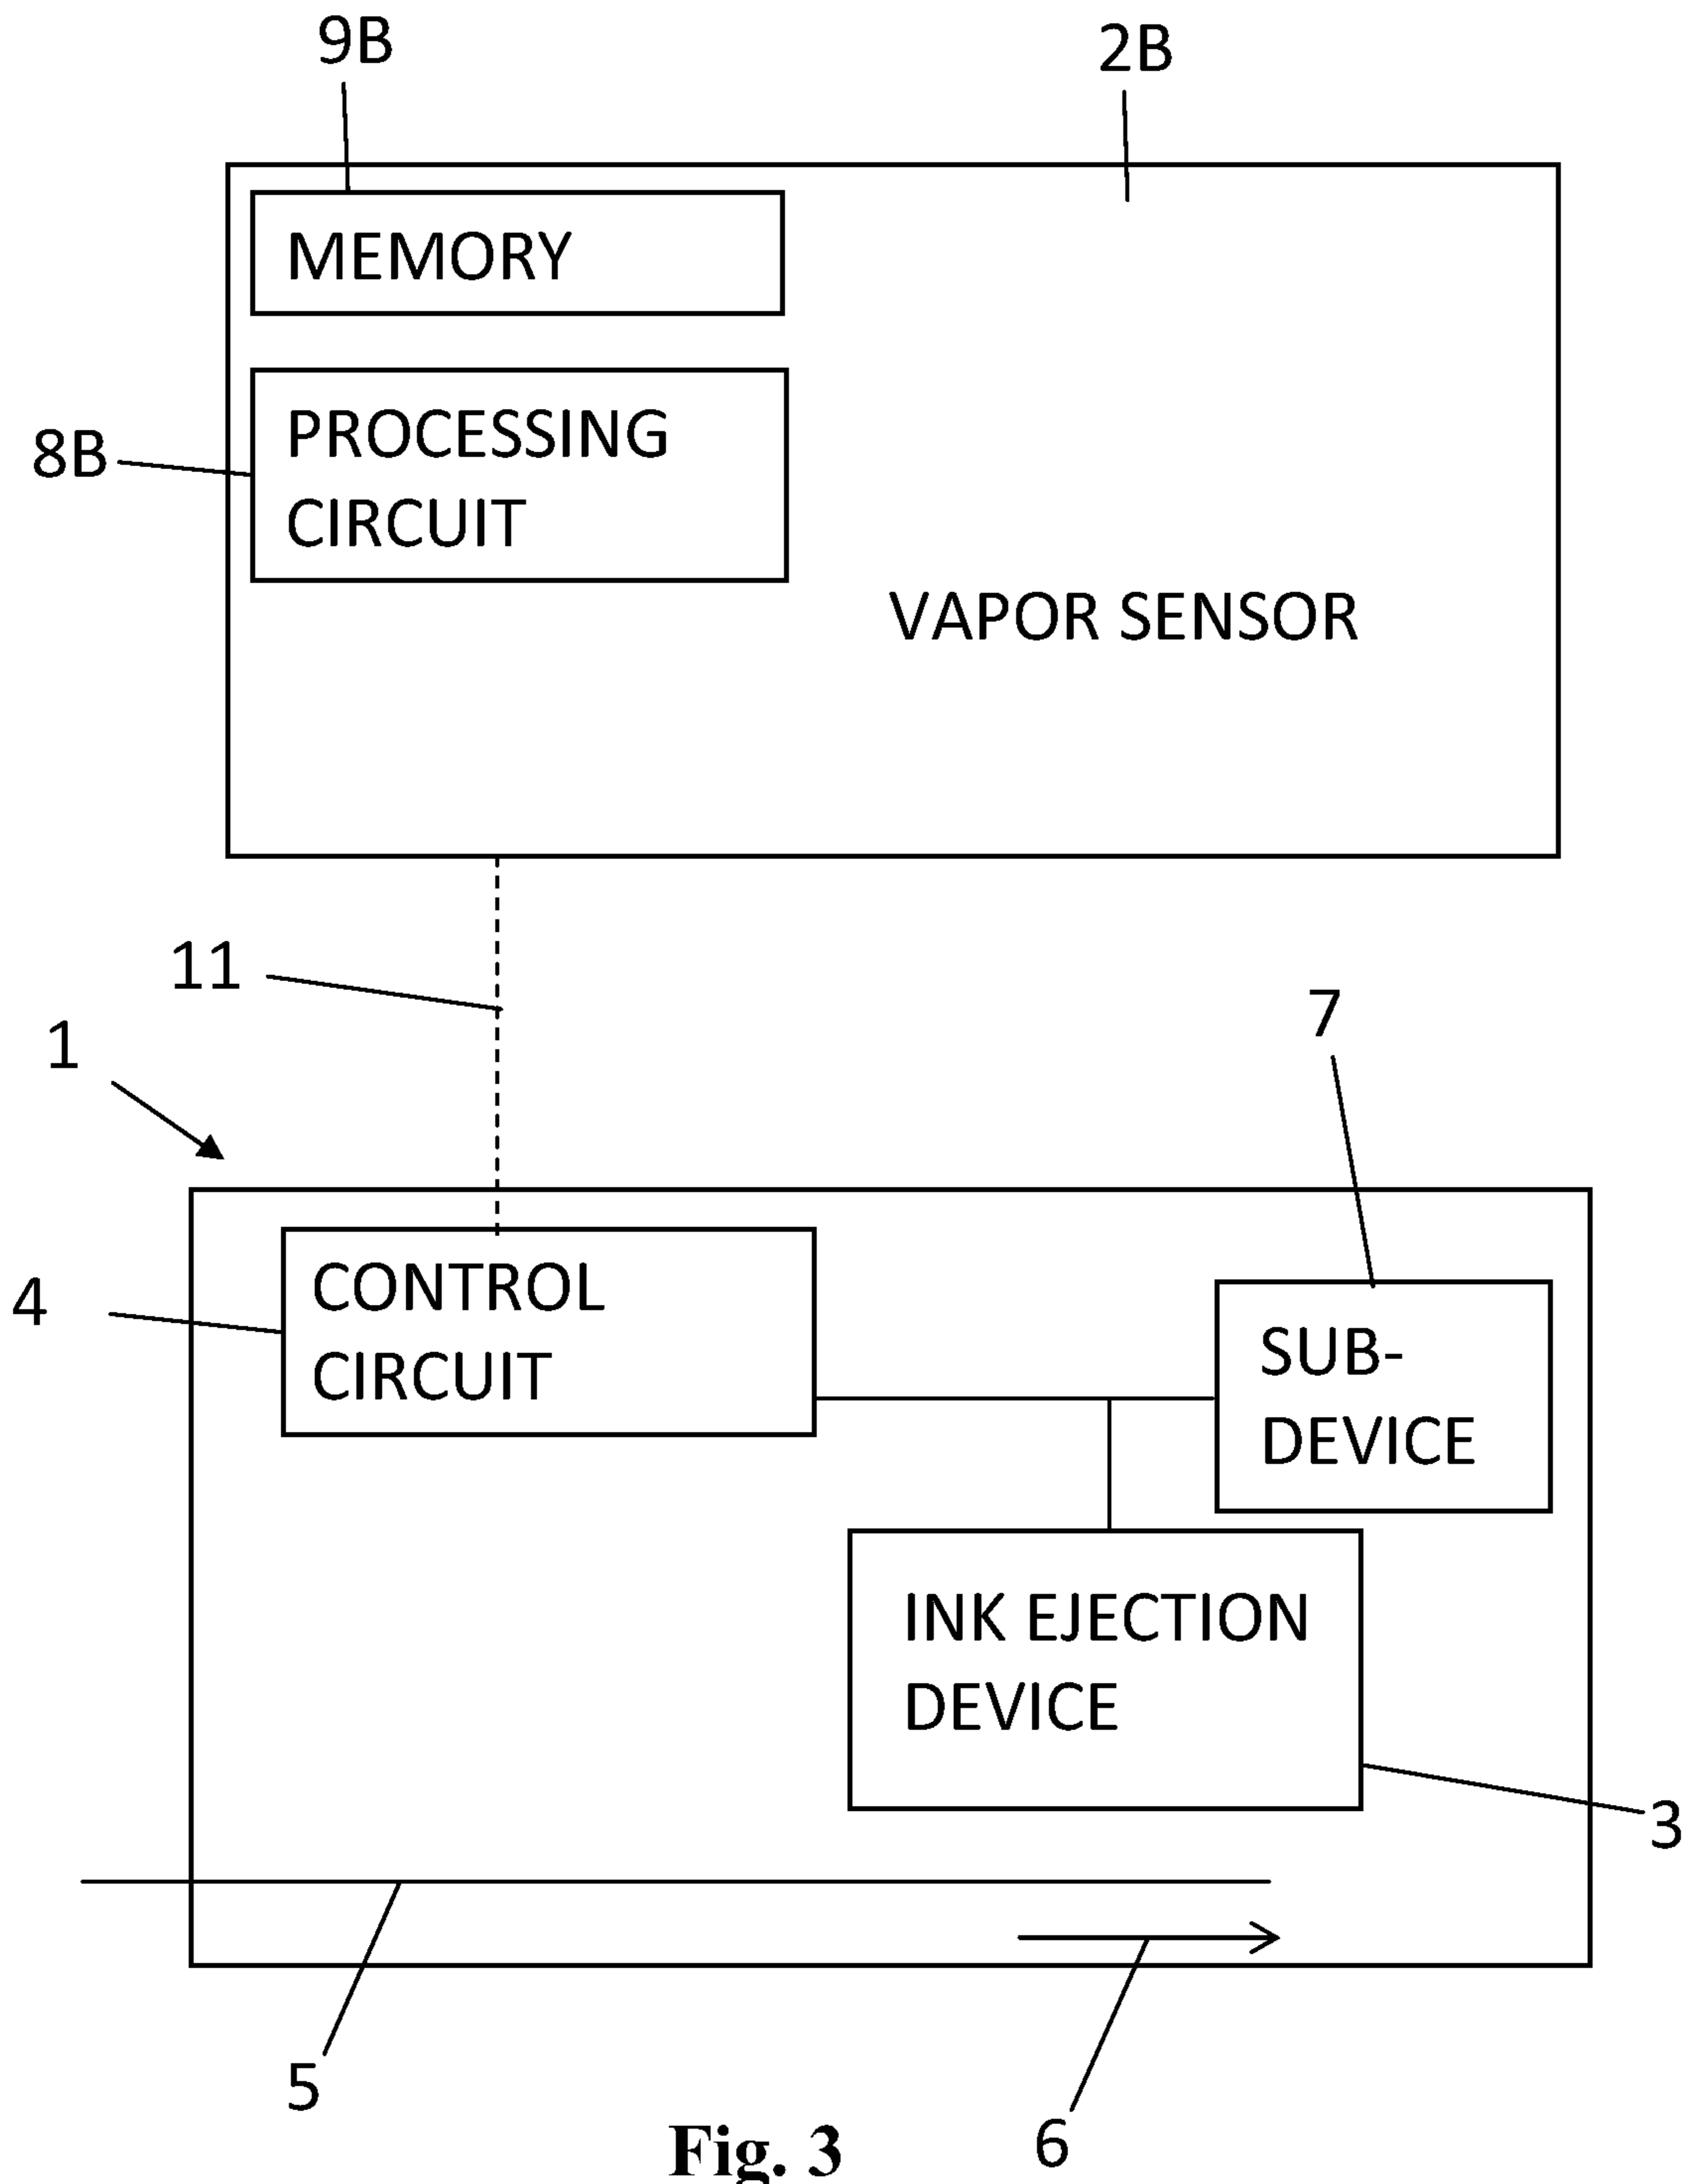 9B
2B
MEMORY
PROCESSING
CIRCUIT
8B
VAPOR SENSOR
11
1
7
4
CONTROL
CIRCUIT
SUB-
DEVICE
INK EJECTION
DEVICE
3
5
6
Fig. 3